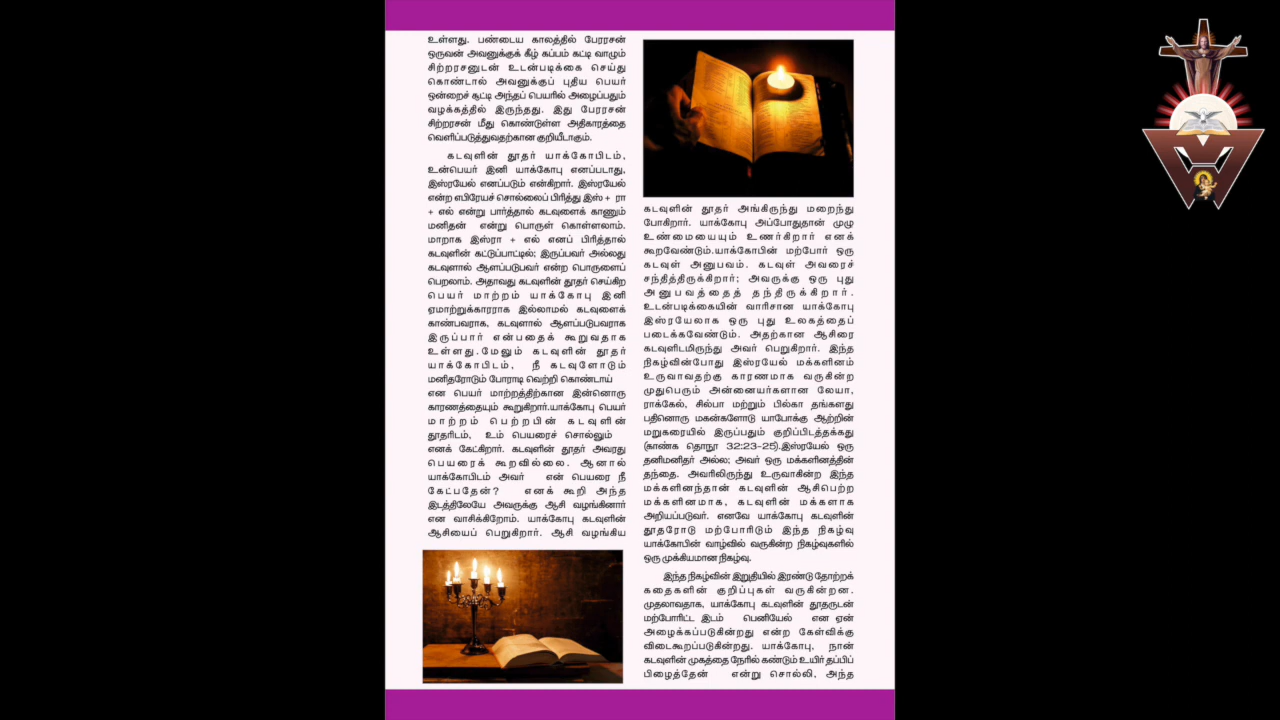 உள்ளது. பண்டைய காலத்தில் பேரரசன்
ஒருவன் அவனுக்குக் கீழ் கப்பம் கட்டி வாழும்
சிற்றரசனுடன் உடன்படிக்கை செய்து
கொண்டால் அவனுக்குப் புதிய பெயர்
ஒன்றைச் சூட்டி அந்தப் பெயரில் அழைப்பதும்
வழக்கத்தில் இருந்தது. இது பேரரசன்
சிற்றரசன் மீது கொண்டுள்ள அதிகாரத்தை
வெளிப்படுத்துவதற்கான குறியீடாகும்.
கடவுளின் தூதர் யாக்கோபிடம்,
உன்பெயர் இனி யாக்கோபு எனப்படாது,
இஸ்ரயேல் எனப்படும் என்கிறார். இஸ்ரயேல்
என்ற எபிரேயச் சொல்லைப் பிரித்து இஸ் + ரா
+ எல் என்று பார்த்தால் கடவுளைக் காணும்
மனிதன் என்று பொருள் கொள்ளலாம்.
மாறாக இஸ்ரா + எல் எனப் பிரித்தால்
கடவுளின் கட்டுப்பாட்டில்; இருப்பவர் அல்லது
கடவுளால் ஆளப்படுபவர் என்ற பொருளைப்
பெறலாம். அதாவது கடவுளின் தூதர் செய்கிற
பெயர் மாற்றம் யாக்கோபு இனி
ஏமாற்றுக்காரராக இல்லாமல் கடவுளைக்
காண்பவராக, கடவுளால் ஆளப்படுபவராக
இருப்பார் என்பதைக் கூறுவதாக
உள்ளது.மேலும் கடவுளின் தூதர்
யாக்கோபிடம், நீ கடவுளோடும்
மனிதரோடும் போராடி வெற்றி கொண்டாய்
என பெயர் மாற்றத்திற்கான இன்னொரு
காரணத்தையும் கூறுகிறார்.யாக்கோபு பெயர்
மாற்றம் பெற்றபின் கடவுளின்
தூதரிடம், உம் பெயரைச் சொல்லும்
எனக் கேட்கிறார். கடவுளின் தூதர் அவரது
பெயரைக் கூறவில்லை. ஆனால்
யாக்கோபிடம் அவர் என் பெயரை நீ
கேட்பதேன்? எனக் கூறி அந்த
இடத்திலேயே அவருக்கு ஆசி வழங்கினார்
என வாசிக்கிறோம். யாக்கோபு கடவுளின்
ஆசியைப் பெறுகிறார். ஆசி வழங்கிய
கடவுளின் தூதர் அங்கிருந்து மறைந்து
போகிறார். யாக்கோபு அப்போதுதான் முழு
உண்மையையும் உணர்கிறார் எனக்
கூறவேண்டும்.யாக்கோபின் மற்போர் ஒரு
கடவுள் அனுபவம். கடவுள் அவரைச்
சந்தித்திருக்கிறார்; அவருக்கு ஒரு புது
அனுபவத்தைத் தந்திருக்கிறார்.
உடன்படிக்கையின் வாரிசான யாக்கோபு
இஸ்ரயேலாக ஒரு புது உலகத்தைப்
படைக்கவேண்டும். அதற்கான ஆசிரை
கடவுளிடமிருந்து அவர் பெறுகிறார். இந்த
நிகழ்வின்போது இஸ்ரயேல் மக்களினம்
உருவாவதற்கு காரணமாக வருகின்ற
முதுபெரும் அன்னையர்களான லேயா,
ராக்கேல், சில்பா மற்றும் பில்கா தங்களது
பதினொரு மகன்களோடு யாபோக்கு ஆற்றின்
மறுகரையில் இருப்பதும் குறிப்பிடத்தக்கது
(காண்க தொநூ 32:23-25).இஸ்ரயேல் ஒரு
தனிமனிதர் அல்ல; அவர் ஒரு மக்களினத்தின்
தந்தை. அவரிலிருந்து உருவாகின்ற இந்த
மக்களினந்தான் கடவுளின் ஆசிபெற்ற
மக்களினமாக, கடவுளின் மக்களாக
அறியப்படுவர். எனவே யாக்கோபு கடவுளின்
தூதரோடு மற்போரிடும் இந்த நிகழ்வு
யாக்கோபின் வாழ்வில் வருகின்ற நிகழ்வுகளில்
ஒரு முக்கியமான நிகழ்வு.
இந்த நிகழ்வின் இறுதியில் இரண்டு தோற்றக்
கதைகளின் குறிப்புகள் வருகின்றன.
முதலாவதாக, யாக்கோபு கடவுளின் தூதருடன்
மற்போரிட்ட இடம் பெனியேல் என ஏன்
அழைக்கப்படுகின்றது என்ற கேள்விக்கு
விடைகூறப்படுகின்றது. யாக்கோபு, நான்
கடவுளின் முகத்தை நேரில் கண்டும் உயிர் தப்பிப்
பிழைத்தேன் என்று சொல்லி, அந்த